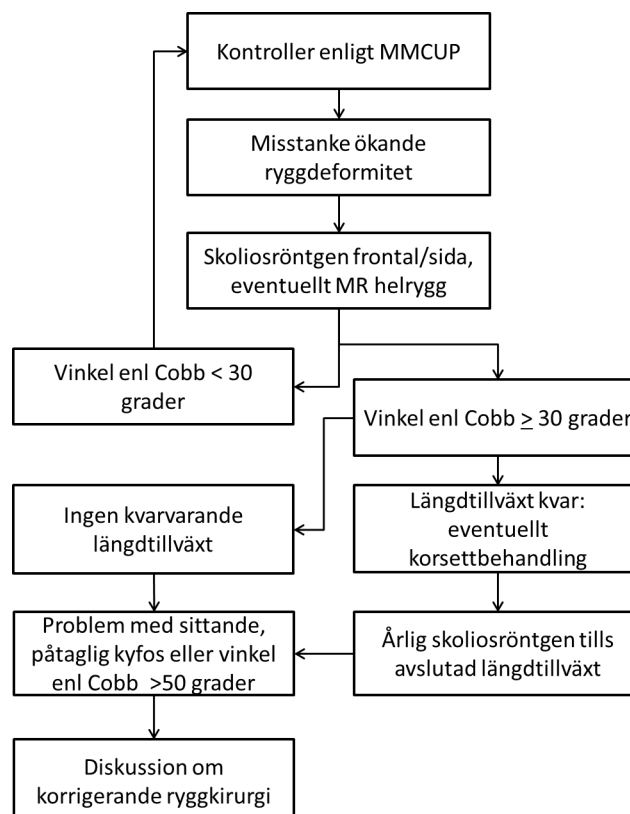 Kontroller enligt MMCUP
Misstanke ökande
ryggdeformitet
Skoliosröntgen frontal/sida,
eventuellt MR helrygg
Vinkel enl Cobb < 30
grader
Vinkel enl Cobb ≥ 30 grader
Ingen kvarvarande
längdtillväxt
Längdtillväxt kvar:
eventuellt
korsettbehandling
Problem med sittande,
påtaglig kyfos eller vinkel
enl Cobb >50 grader
Årlig skoliosröntgen tills
avslutad längdtillväxt
Diskussion om
korrigerande ryggkirurgi